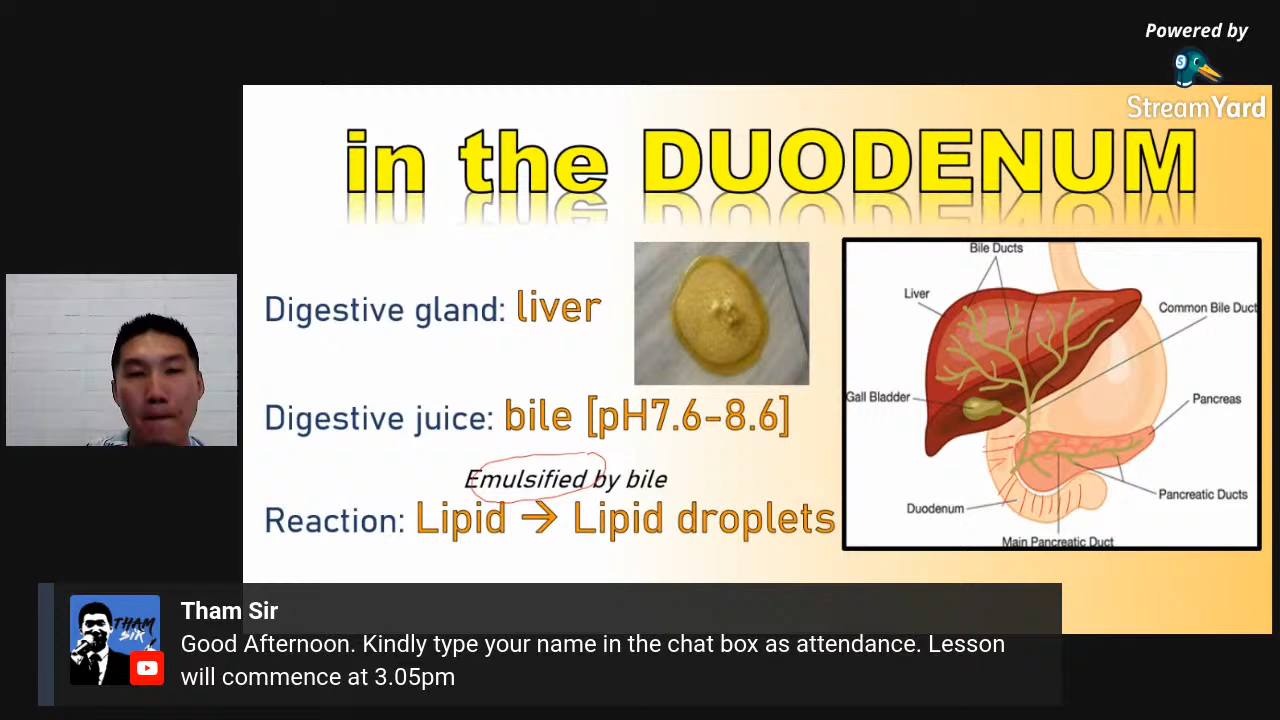 Powered by
StreamYard
in the DUODENUM
Digestive gland: liver
Digestive juice: bile [pH7.6-8.6]
Emulsified by bile
Reaction: Lipid → Lipid droplets
Bile Ducts
Liver
Common Bile Duct
Gall Bladder
Pancreas
Pancreatic Ducts
Duodenum
Main Pancreatic Duct
THAM
SIR
Tham Sir
Good Afternoon. Kindly type your name in the chat box as attendance. Lesson
will commence at 3.05pm